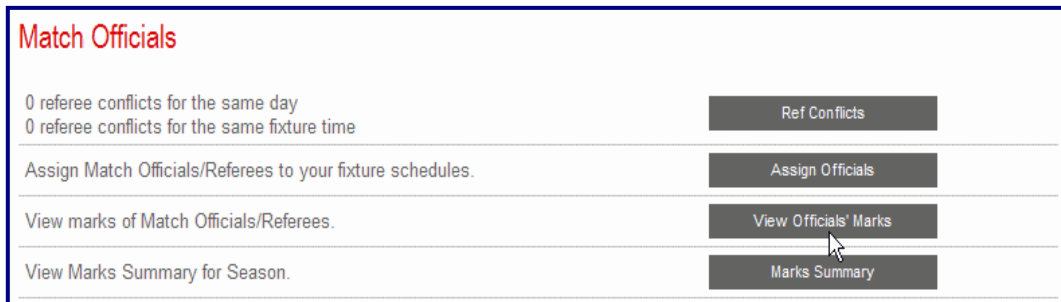 Match Officials
0 referee conflicts for the same day
0 referee conflicts for the same fixture time
Ref Conflicts
Assign Match Officials/Referees to your fixture schedules.
Assign Officials
View marks of Match Officials/Referees.
View Officials' Marks
View Marks Summary for Season.
Marks Summary